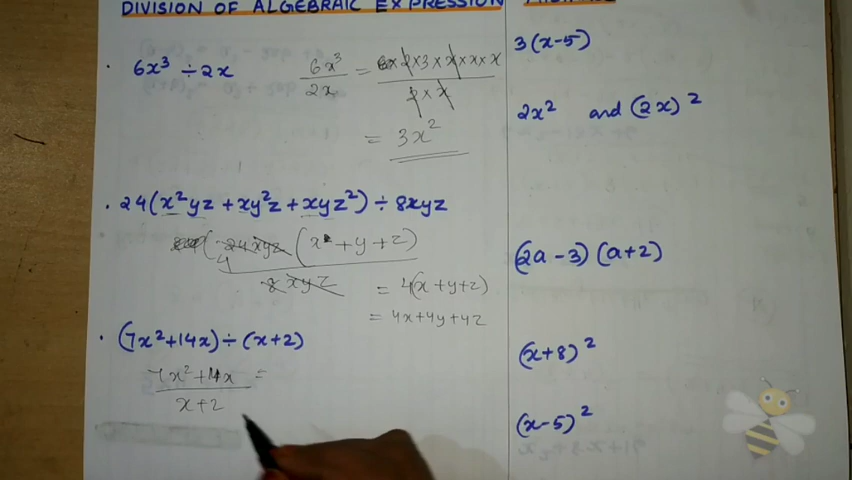 DIVISION OF ALGEBRAIC EXPRESSION
6x³ ÷ 2x
6x³ / 2x = 2×3×x×x×x / 2×x
= 3x²
24(x²yz + xy²z + xyz²) ÷ 8xyz
24xyz (x + y + z) / 8xyz
4
= 4(x+y+z)
= 4x+4y+4z
(7x²+14x) ÷ (x+2)
7x²+14x / x+2 =
3(x-5)
2x² and (2x)²
(2a-3)(a+2)
(x+8)²
(x-5)²